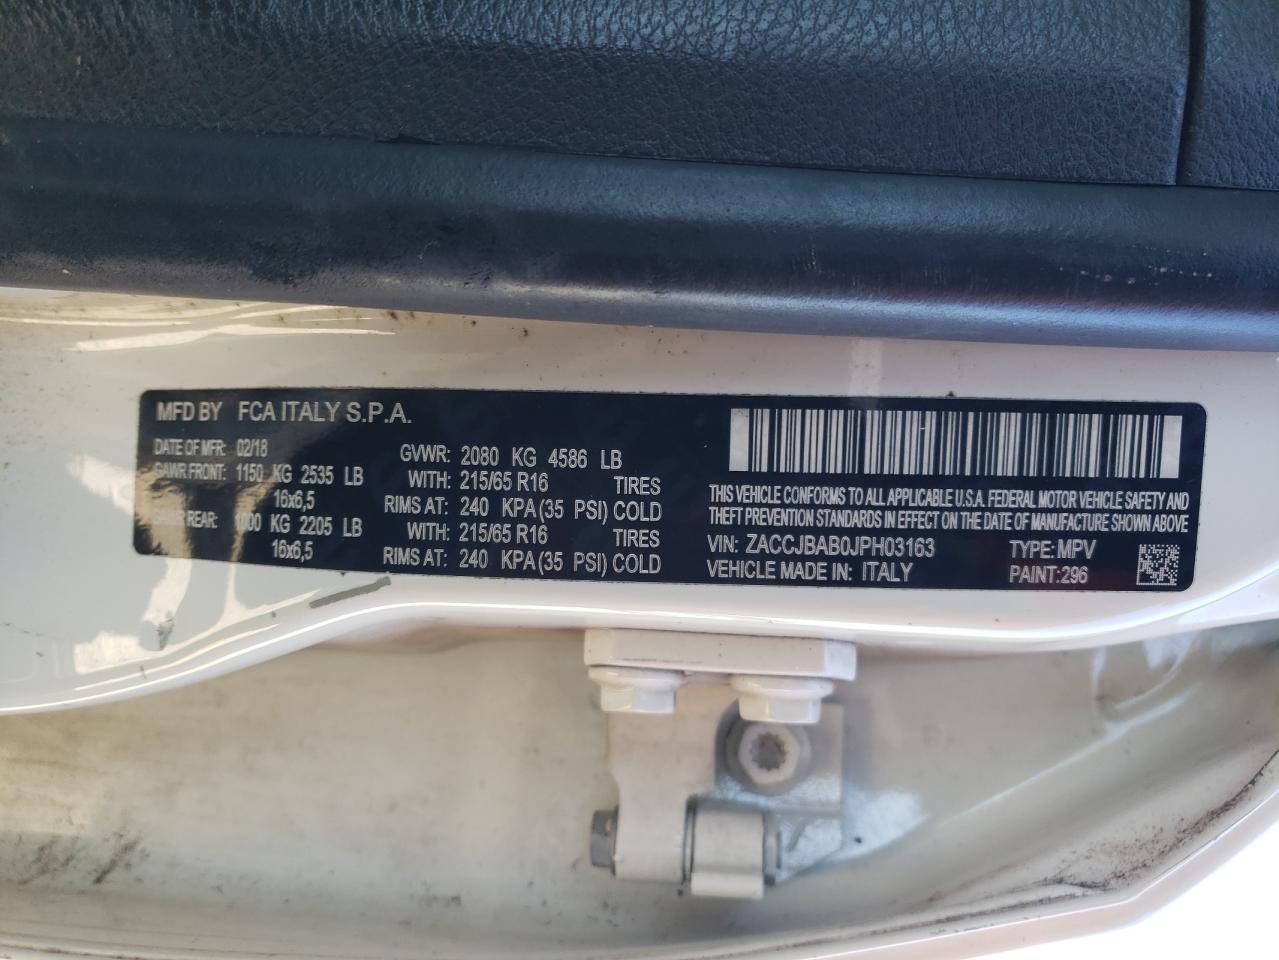 MFD BY FCA ITALY S.P.A.
DATE OF MFR: 02/18 GVWR: 2080 KG 4586 LB
GAWR FRONT: 1150 KG 2535 LB WITH: 215/65 R16 TIRES
16x6,5 RIMS AT: 240 KPA (35 PSI) COLD
GAWR REAR: 1000 KG 2205 LB WITH: 215/65 R16 TIRES
16x6,5 RIMS AT: 240 KPA (35 PSI) COLD
THIS VEHICLE CONFORMS TO ALL APPLICABLE U.S.A. FEDERAL MOTOR VEHICLE SAFETY AND
THEFT PREVENTION STANDARDS IN EFFECT ON THE DATE OF MANUFACTURE SHOWN ABOVE
VIN: ZACCJBAB0JPH03163 TYPE: MPV
VEHICLE MADE IN: ITALY PAINT: 296